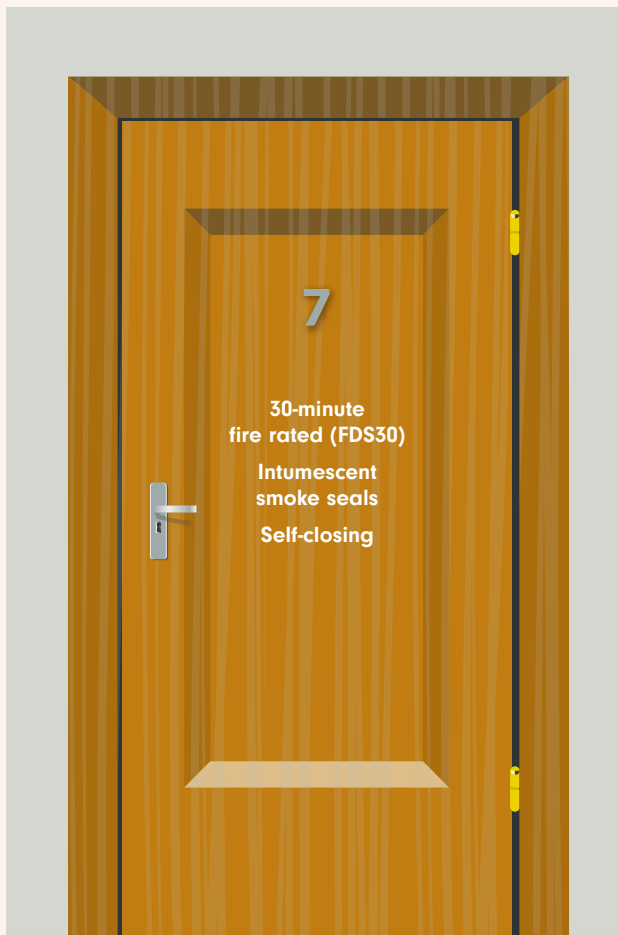 7
30-minute
fire rated (FDS30)
Intumescent
smoke seals
Self-closing